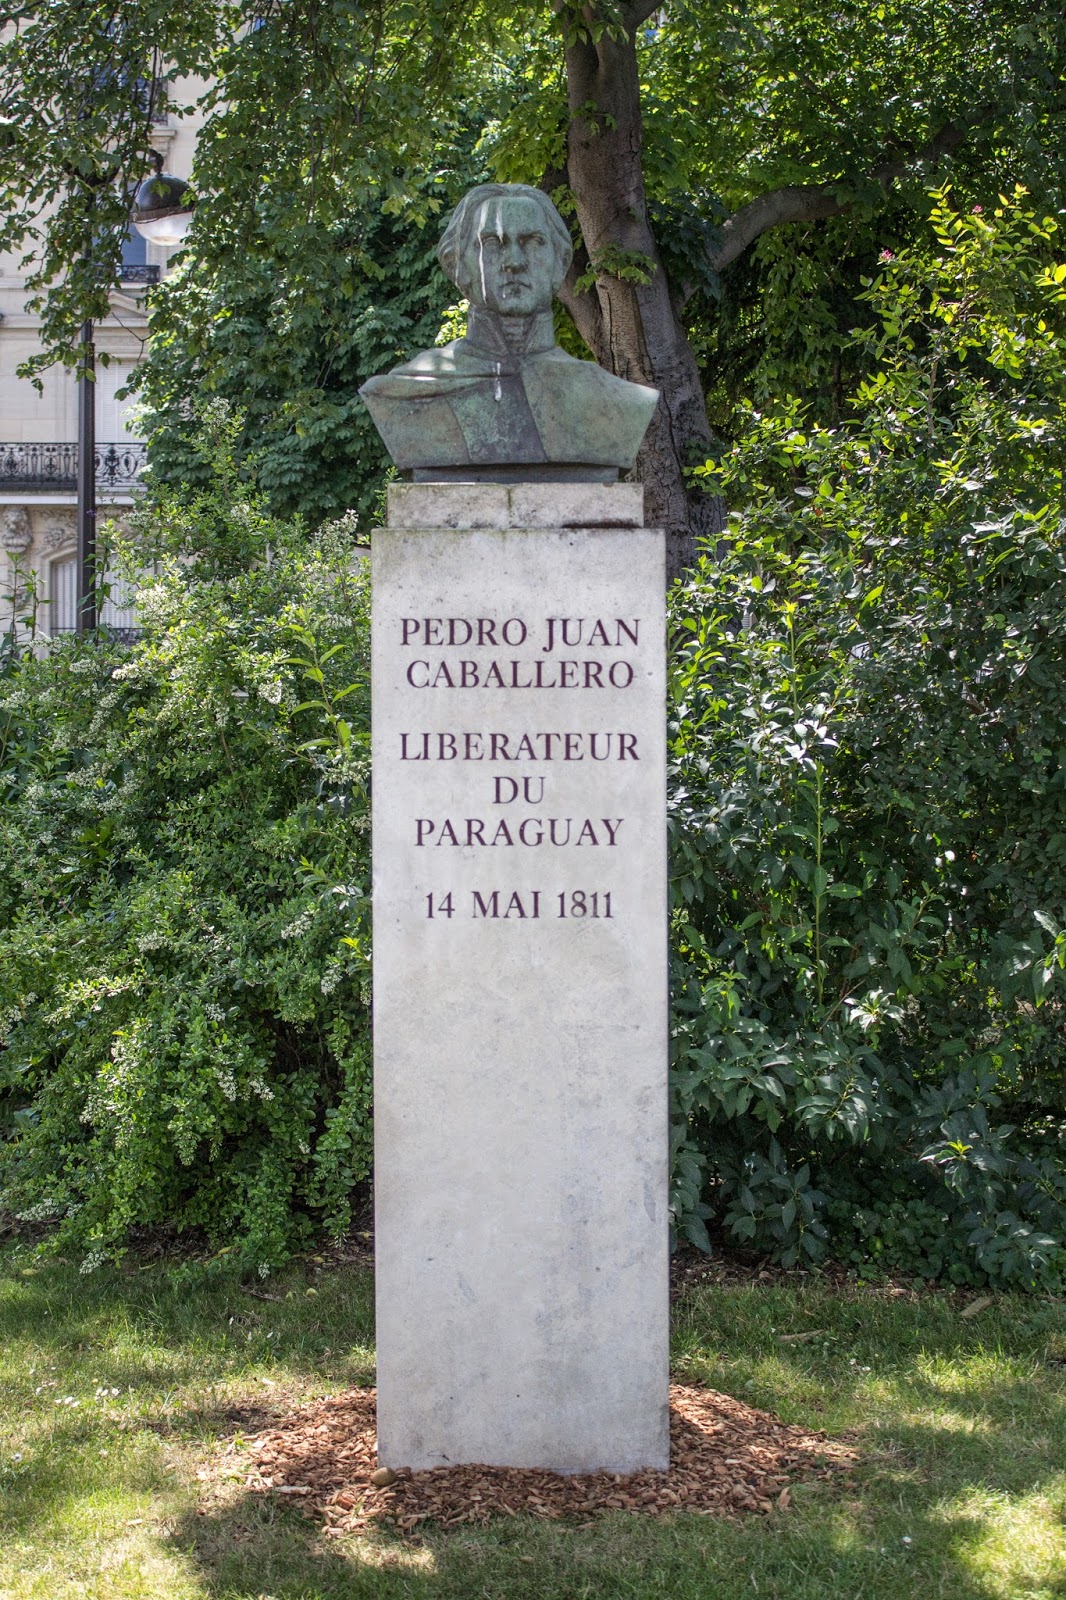 PEDRO JUAN
CABALLERO
LIBERATEUR
DU
PARAGUAY
14 MAI 1811